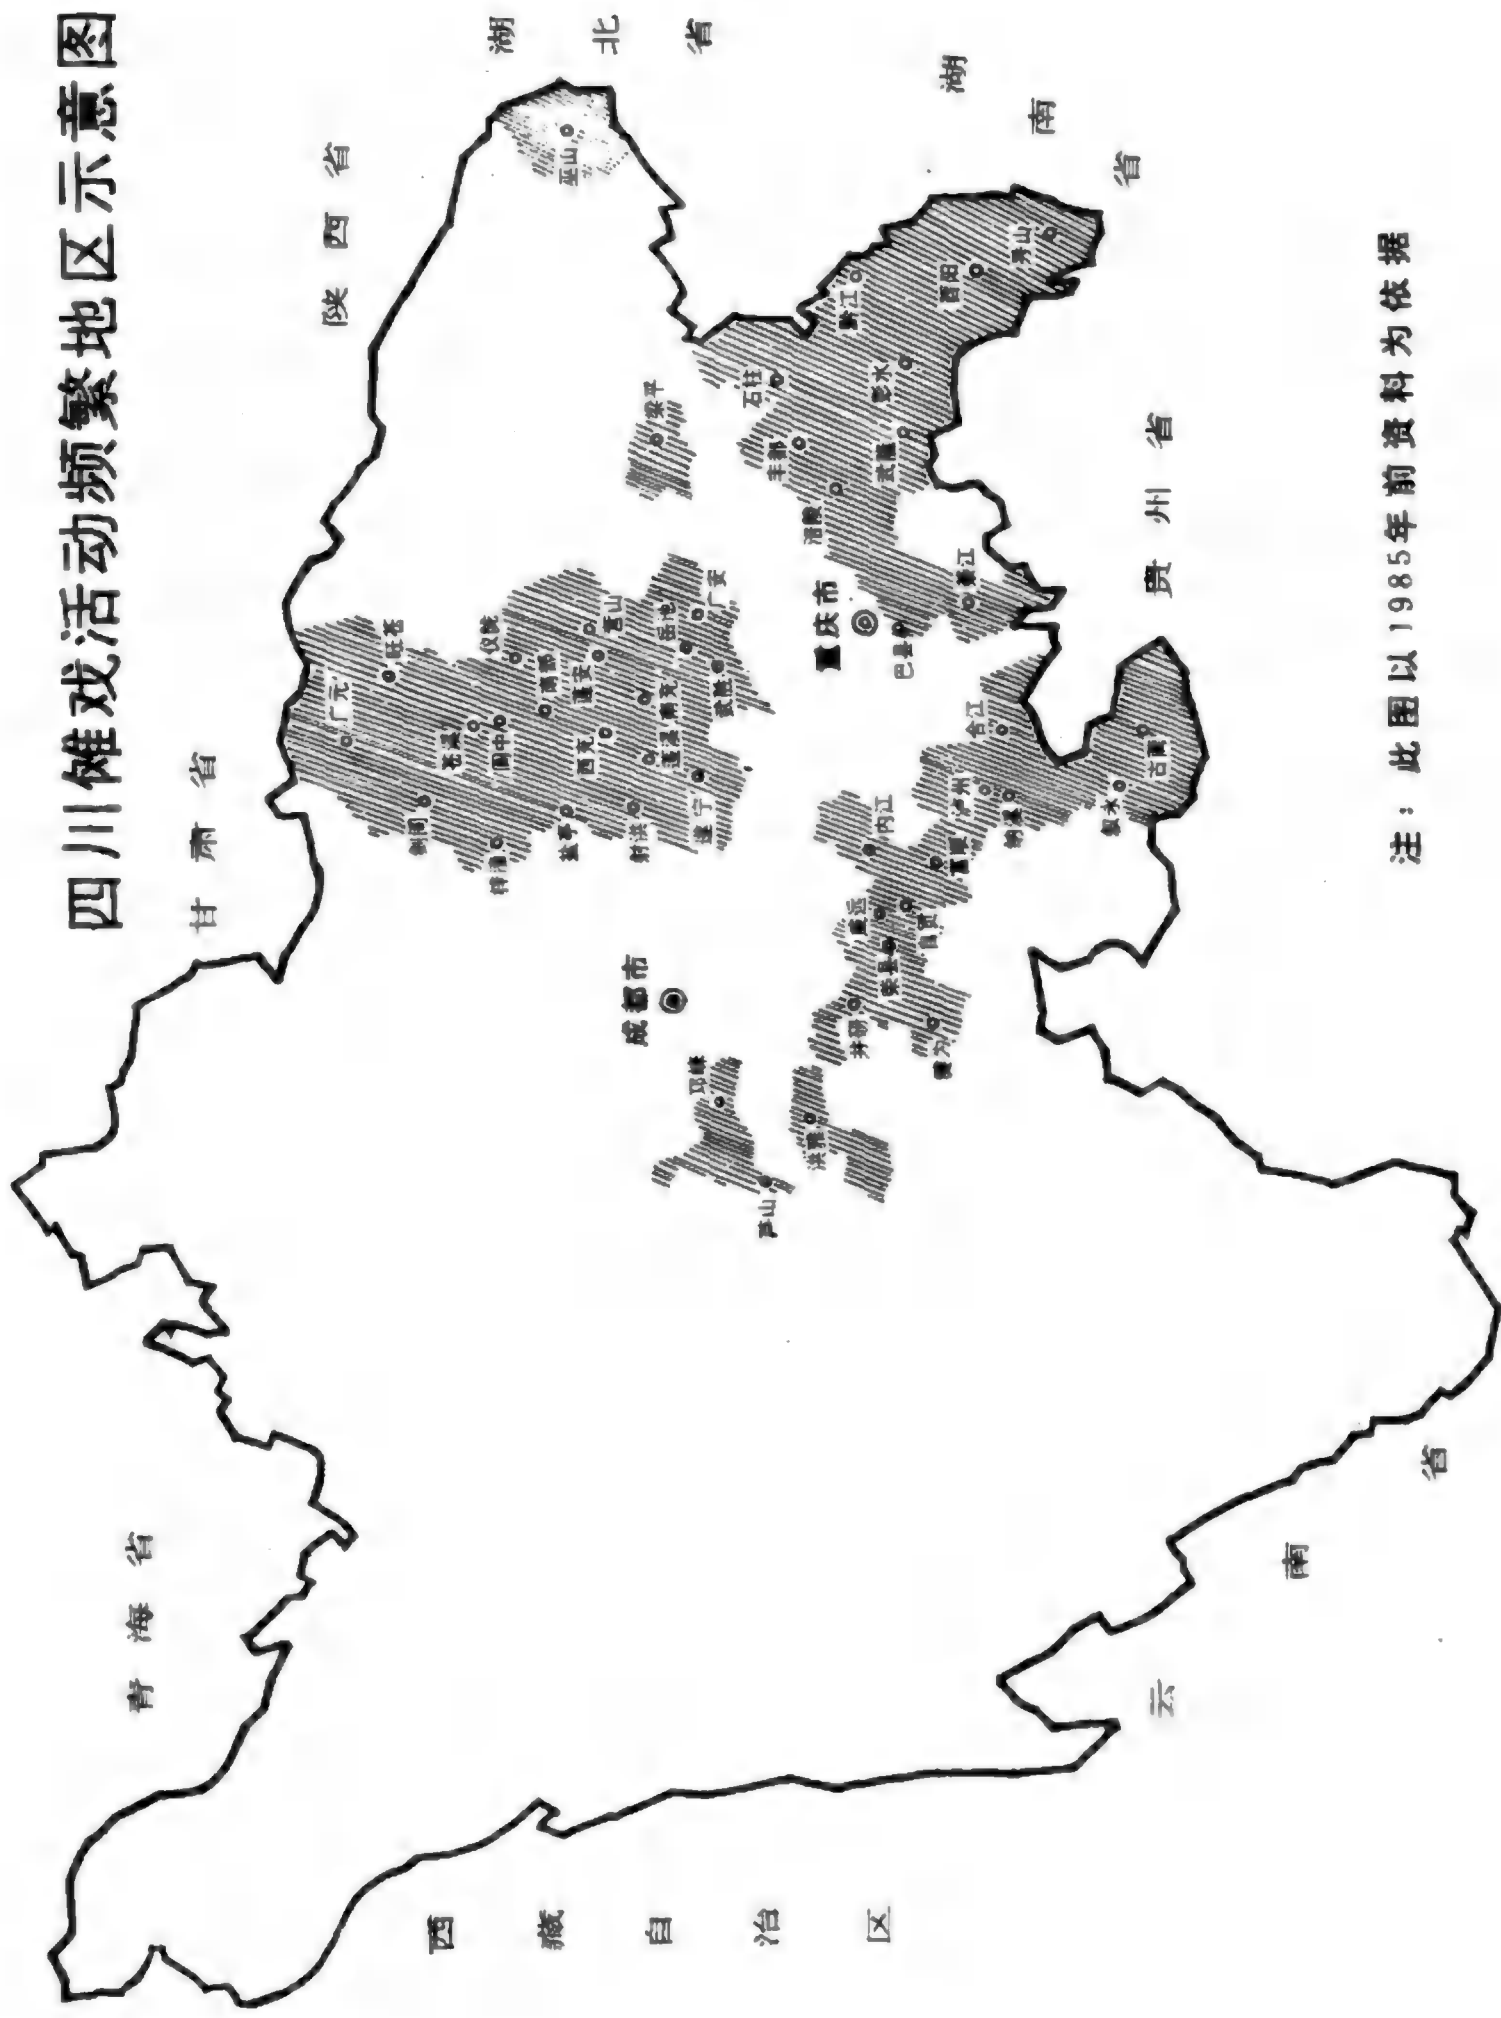 四川傩戏活动频繁地区示意图
青海省
甘肃省
陕西省
湖北省
湖南省
贵州省
云南省
西藏自治区
成都市
重庆市
巫山
梁平
石柱
丰都
涪陵
武隆
彭水
黔江
酉阳
秀山
綦江
巴县
广元
旺苍
剑阁
苍溪
阆中
仪陇
南部
梓潼
盐亭
西充
蓬安
营山
射洪
蓬溪
南充
岳池
广安
武胜
遂宁
合江
泸州
纳溪
叙永
古蔺
内江
富顺
自贡
威远
荣县
井研
犍为
邛崃
芦山
洪雅
注：此图以1985年前资料为依据